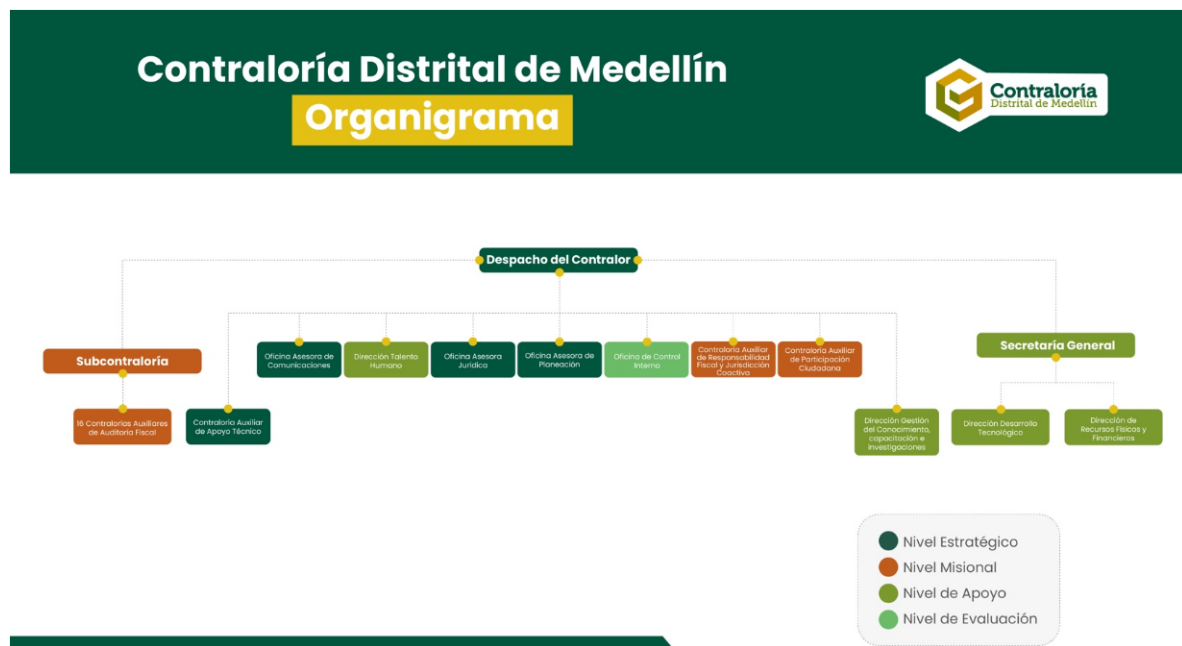 Contraloría Distrital de Medellín
Organigrama
Contraloría
Distrital de Medellín
Despacho del Contralor
Subcontraloría
Oficina Asesora de
Comunicaciones
Dirección Talento
Humano
Oficina Asesora
Jurídica
Oficina Asesora de
Planeación
Oficina de Control
Interno
Contraloría Auxiliar
de Responsabilidad
Fiscal y Jurisdicción
Coactiva
Contraloría Auxiliar
de Participación
Ciudadana
Secretaría General
16 Contralorías Auxiliares
de Auditoría Fiscal
Contraloría Auxiliar
de Apoyo Técnico
Dirección Gestión
del Conocimiento,
capacitación e
investigaciones
Dirección Desarrollo
Tecnológico
Dirección de
Recursos Físicos y
Financieros
Nivel Estratégico
Nivel Misional
Nivel de Apoyo
Nivel de Evaluación